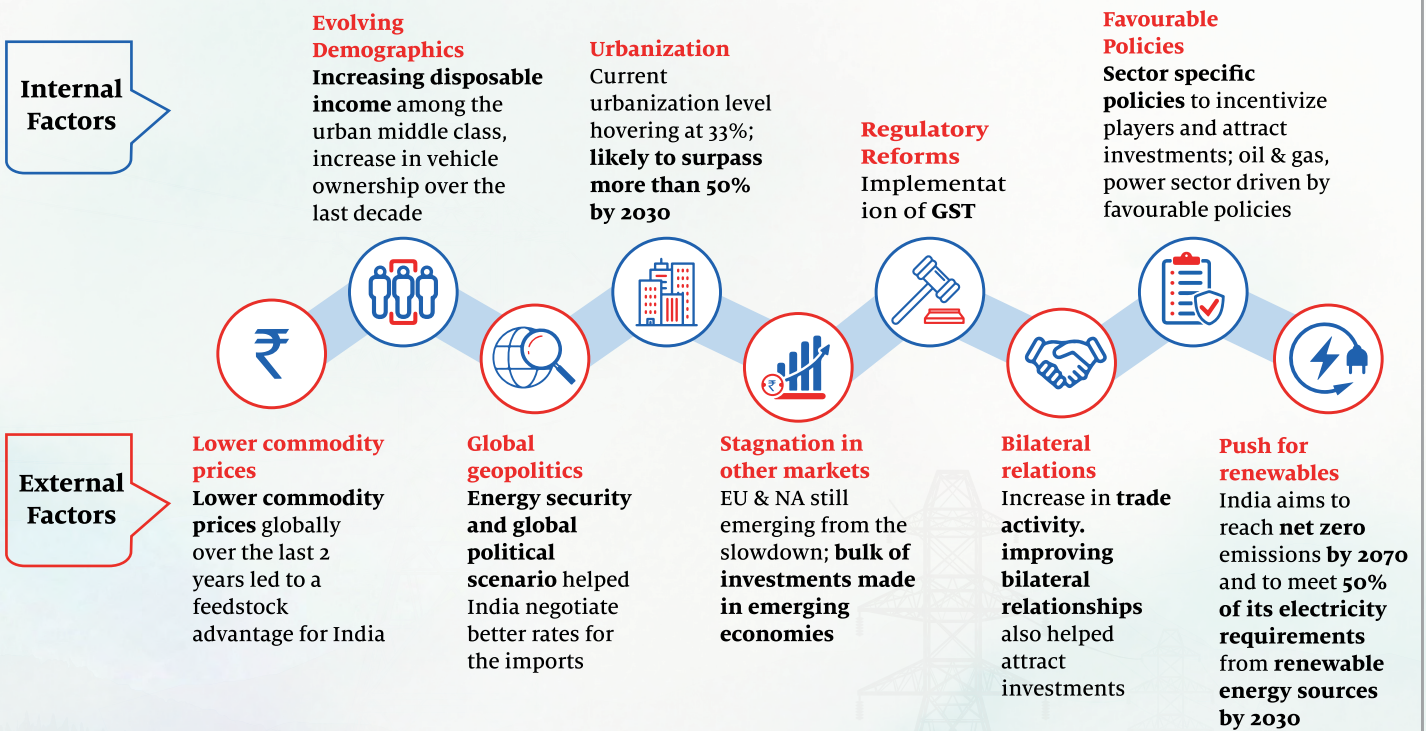 Internal
Factors
Evolving
Demographics
Increasing disposable
income among the
urban middle class,
increase in vehicle
ownership over the
last decade
Urbanization
Current
urbanization level
hovering at 33%;
likely to surpass
more than 50%
by 2030
Regulatory
Reforms
Implementat
ion of GST
Favourable
Policies
Sector specific
policies to incentivize
players and attract
investments; oil & gas,
power sector driven by
favourable policies
₹
₹
External
Factors
Lower commodity
prices
Lower commodity
prices globally
over the last 2
years led to a
feedstock
advantage for India
Global
geopolitics
Energy security
and global
political
scenario helped
India negotiate
better rates for
the imports
Stagnation in
other markets
EU & NA still
emerging from the
slowdown; bulk of
investments made
in emerging
economies
Bilateral
relations
Increase in trade
activity.
improving
bilateral
relationships
also helped
attract
investments
Push for
renewables
India aims to
reach net zero
emissions by 2070
and to meet 50%
of its electricity
requirements
from renewable
energy sources
by 2030